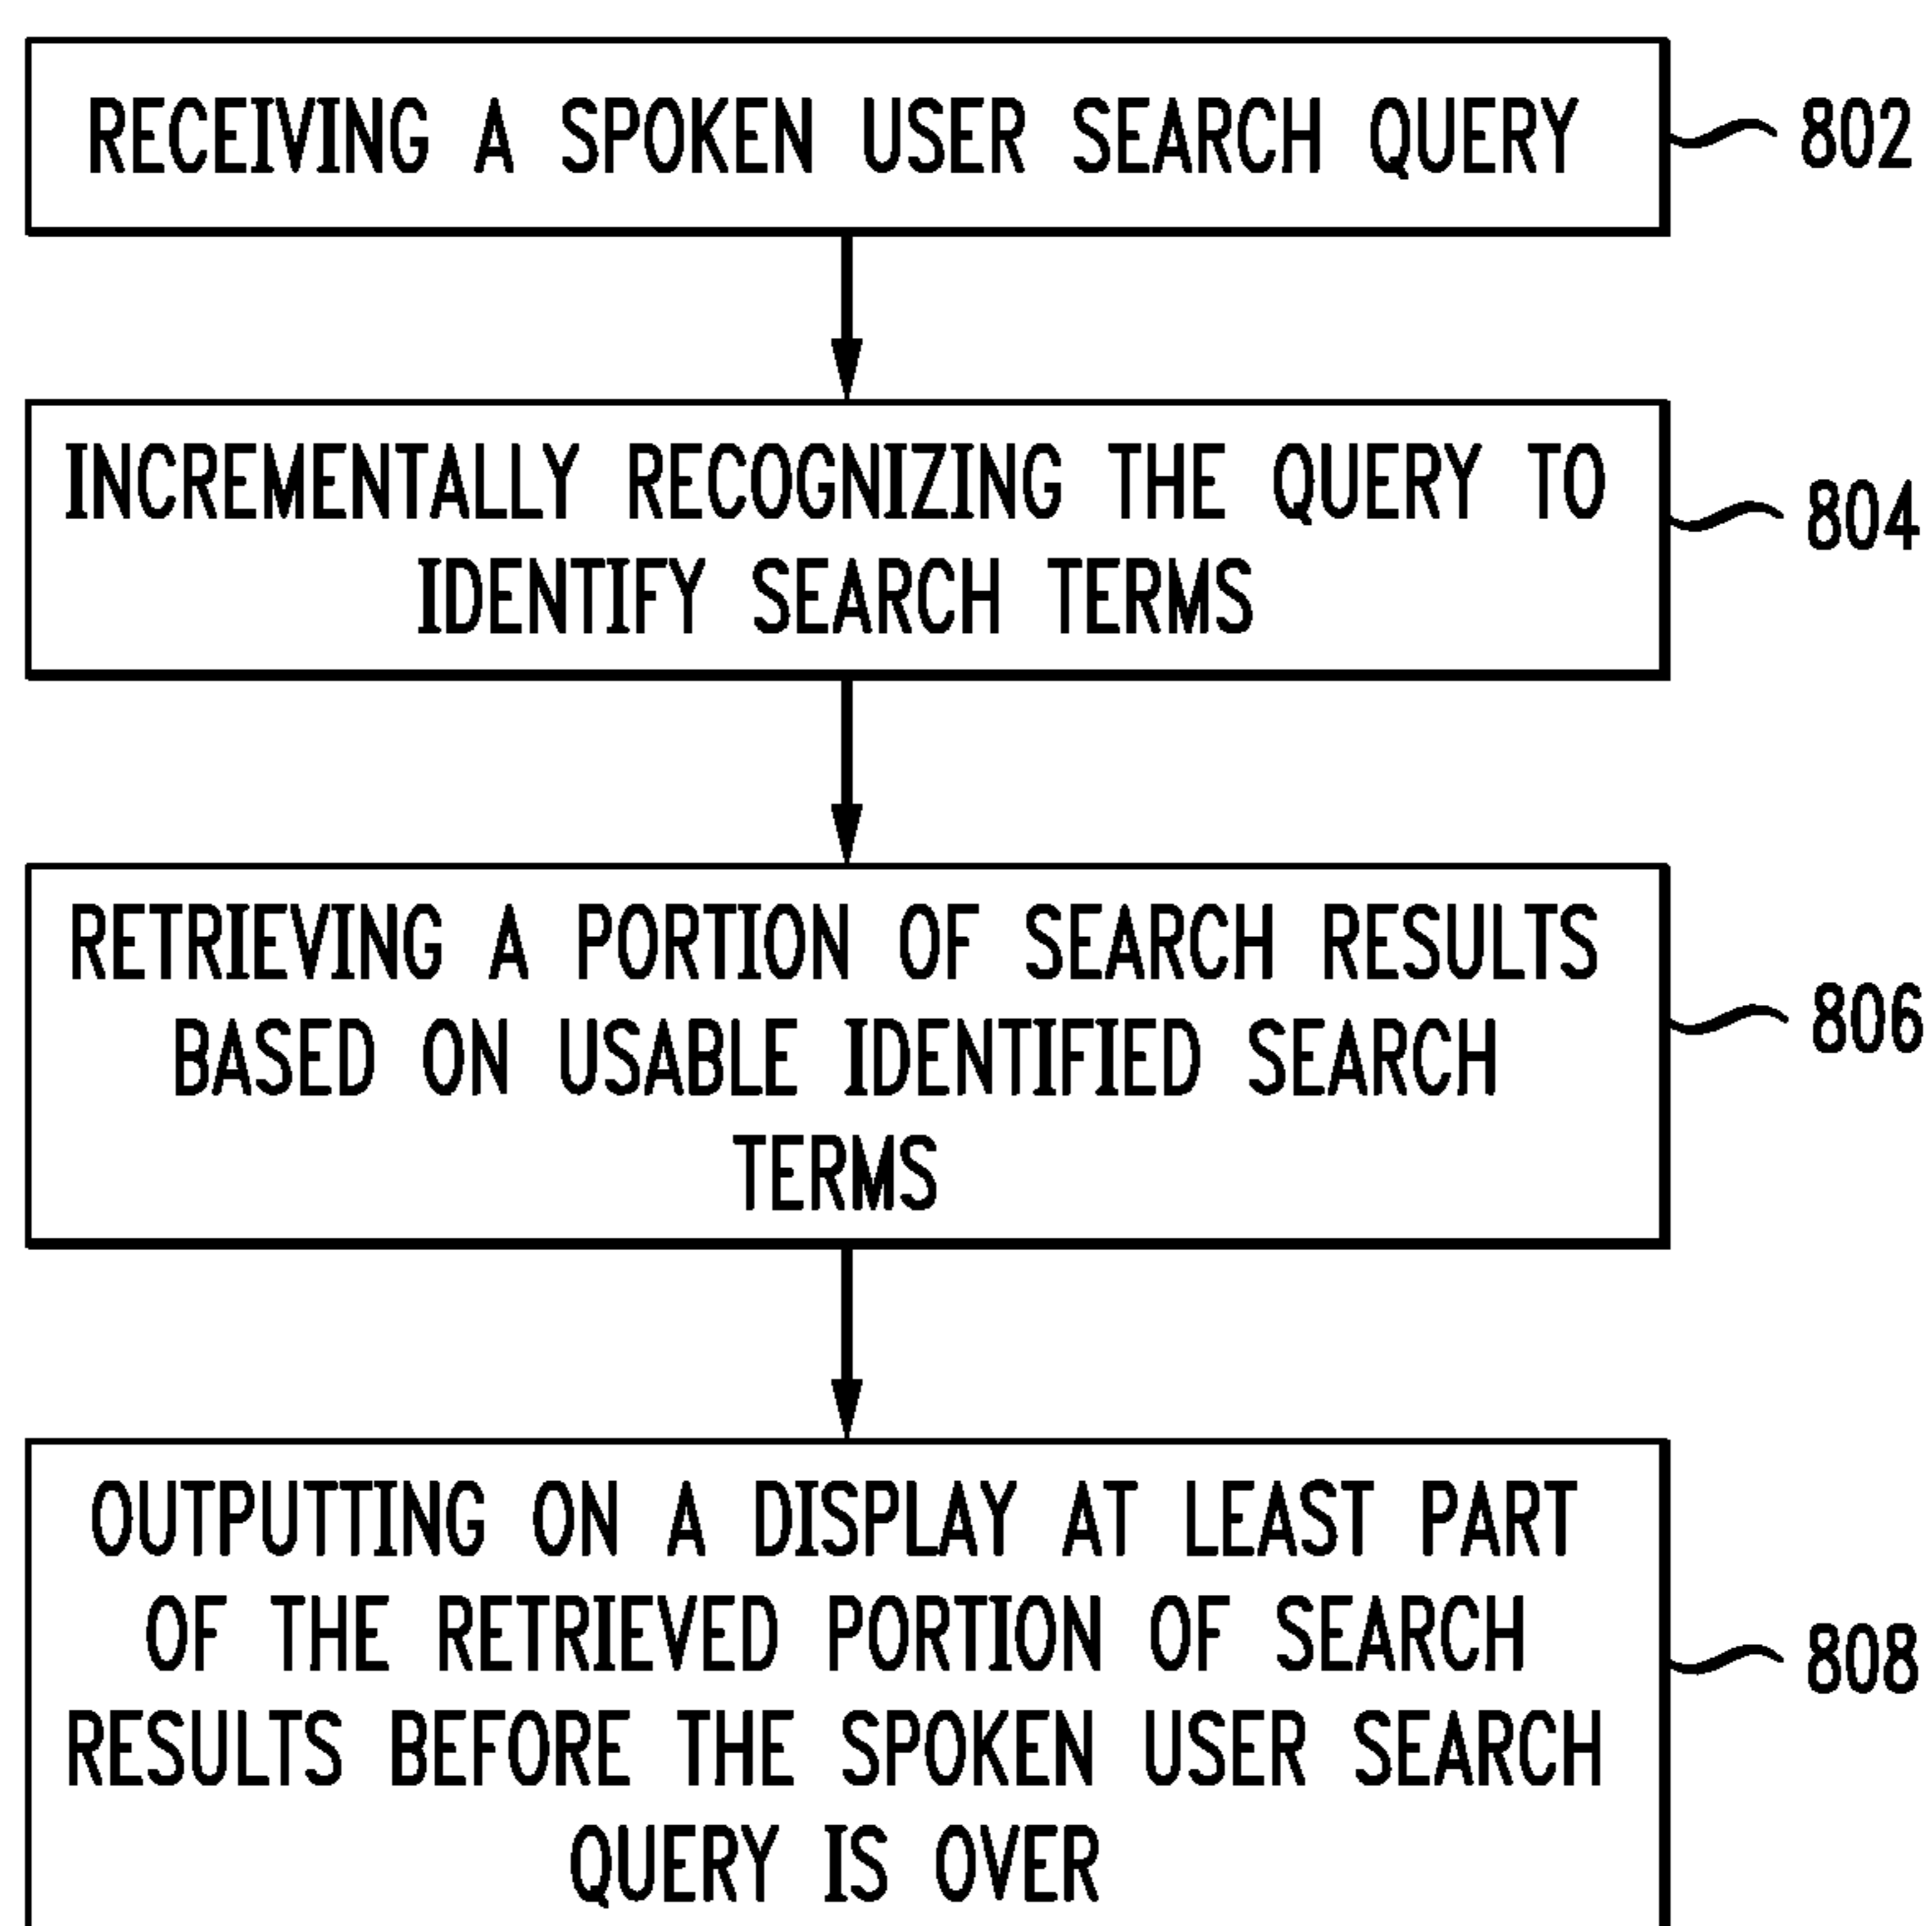 RECEIVING A SPOKEN USER SEARCH QUERY
802
INCREMENTALLY RECOGNIZING THE QUERY TO
IDENTIFY SEARCH TERMS
804
RETRIEVING A PORTION OF SEARCH RESULTS
BASED ON USABLE IDENTIFIED SEARCH
TERMS
806
OUTPUTTING ON A DISPLAY AT LEAST PART
OF THE RETRIEVED PORTION OF SEARCH
RESULTS BEFORE THE SPOKEN USER SEARCH
QUERY IS OVER
808